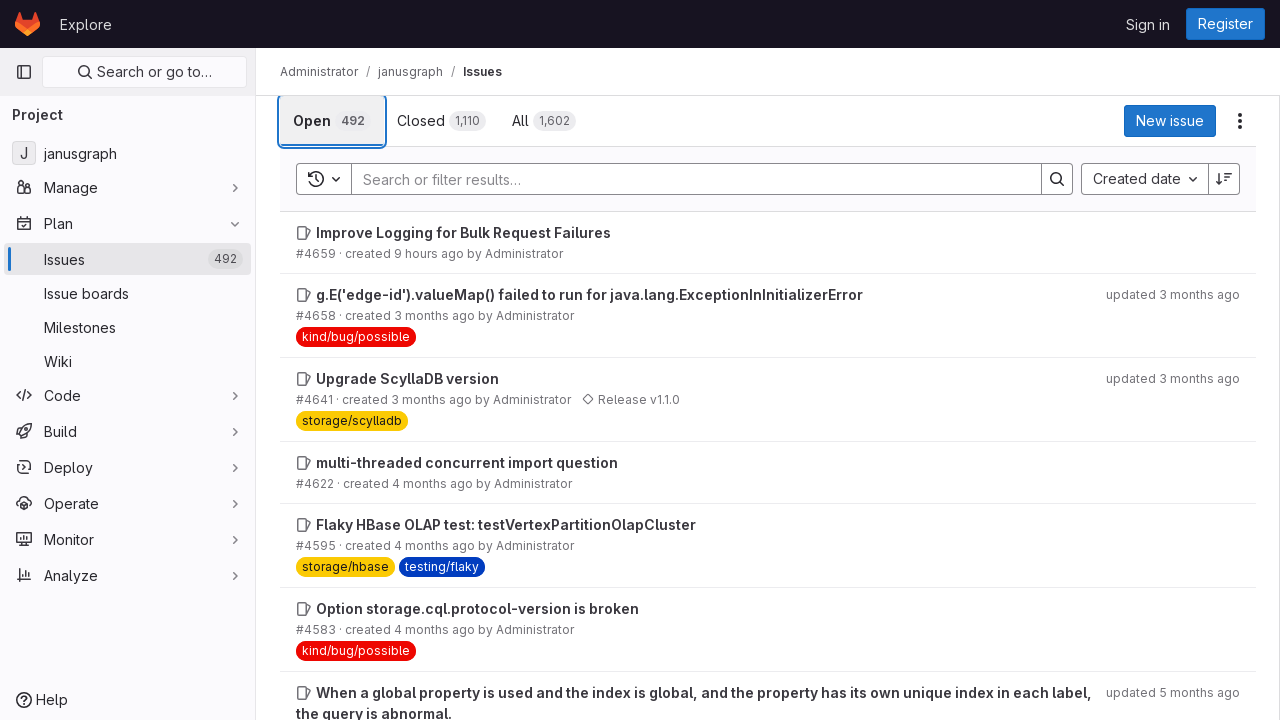 Explore
Sign in
Register
Search or go to…
Administrator / janusgraph / Issues
Project
J janusgraph
Manage
Plan
Issues 492
Issue boards
Milestones
Wiki
Code
Build
Deploy
Operate
Monitor
Analyze
Help
Open 492
Closed 1,110
All 1,602
New issue
Search or filter results…
Created date
Improve Logging for Bulk Request Failures
#4659 · created 9 hours ago by Administrator
g.E('edge-id').valueMap() failed to run for java.lang.ExceptionInInitializerError
updated 3 months ago
#4658 · created 3 months ago by Administrator
kind/bug/possible
Upgrade ScyllaDB version
updated 3 months ago
#4641 · created 3 months ago by Administrator Release v1.1.0
storage/scylladb
multi-threaded concurrent import question
#4622 · created 4 months ago by Administrator
Flaky HBase OLAP test: testVertexPartitionOlapCluster
#4595 · created 4 months ago by Administrator
storage/hbase testing/flaky
Option storage.cql.protocol-version is broken
#4583 · created 4 months ago by Administrator
kind/bug/possible
When a global property is used and the index is global, and the property has its own unique index in each label,
updated 5 months ago
the query is abnormal.